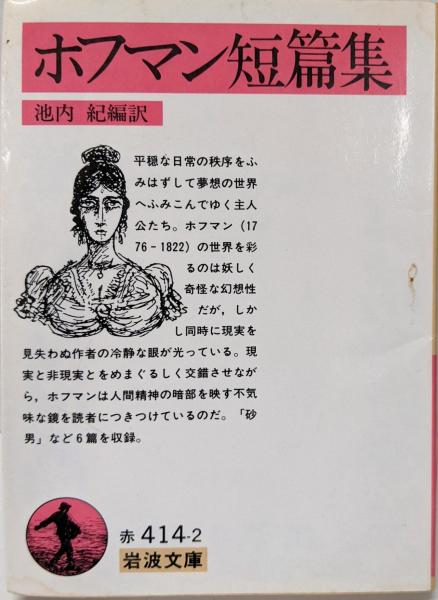 ホフマン短篇集
池内 紀編訳
平穏な日常の秩序をふ
みはずして夢想の世界
へふみこんでゆく主人
公たち。ホフマン（17
76－1822）の世界を彩
るのは妖しく
奇怪な幻想性
だが，しか
し同時に現実を
見失わぬ作者の冷静な眼が光っている。現
実と非現実とをめまぐるしく交錯させなが
ら，ホフマンは人間精神の暗部を映す不気
味な鏡を読者につきつけているのだ。「砂
男」など6篇を収録。
赤 414-2
岩波文庫